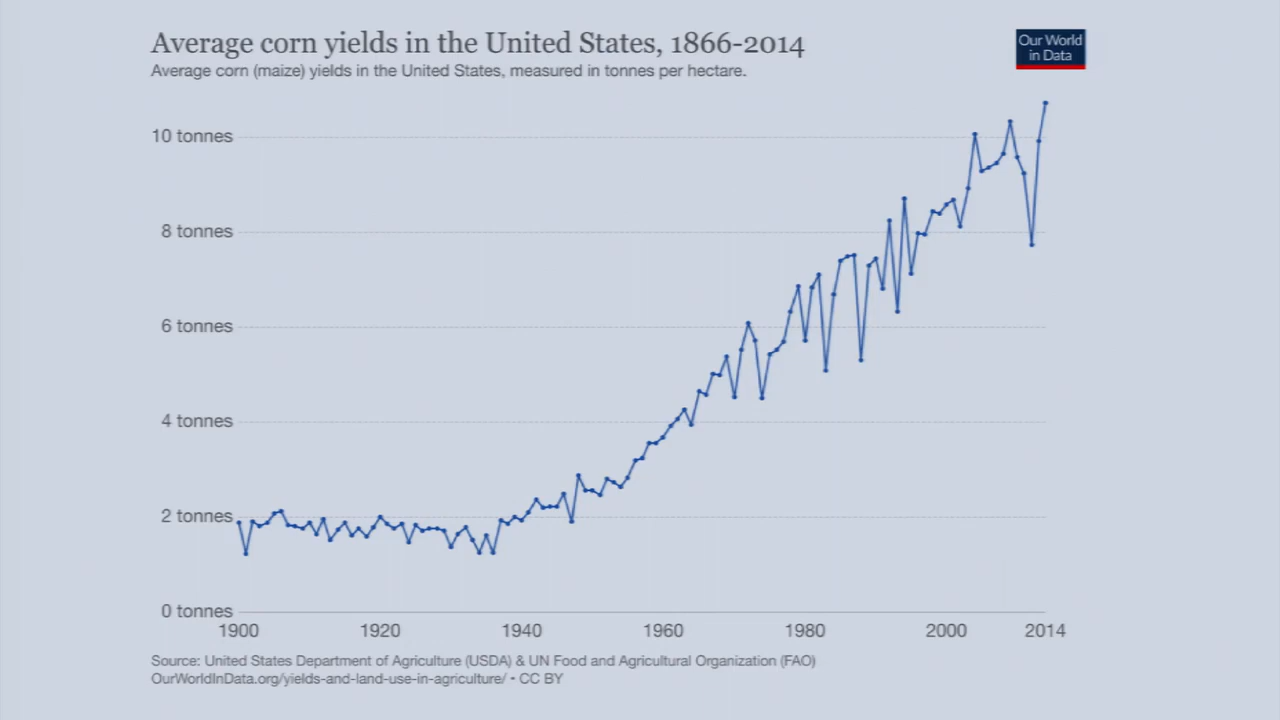 Average corn yields in the United States, 1866-2014
Our World
in Data
Average corn (maize) yields in the United States, measured in tonnes per hectare.
10 tonnes
8 tonnes
6 tonnes
4 tonnes
2 tonnes
0 tonnes
1900 1920 1940 1960 1980 2000 2014
Source: United States Department of Agriculture (USDA) & UN Food and Agricultural Organization (FAO)
OurWorldInData.org/yields-and-land-use-in-agriculture/ • CC BY